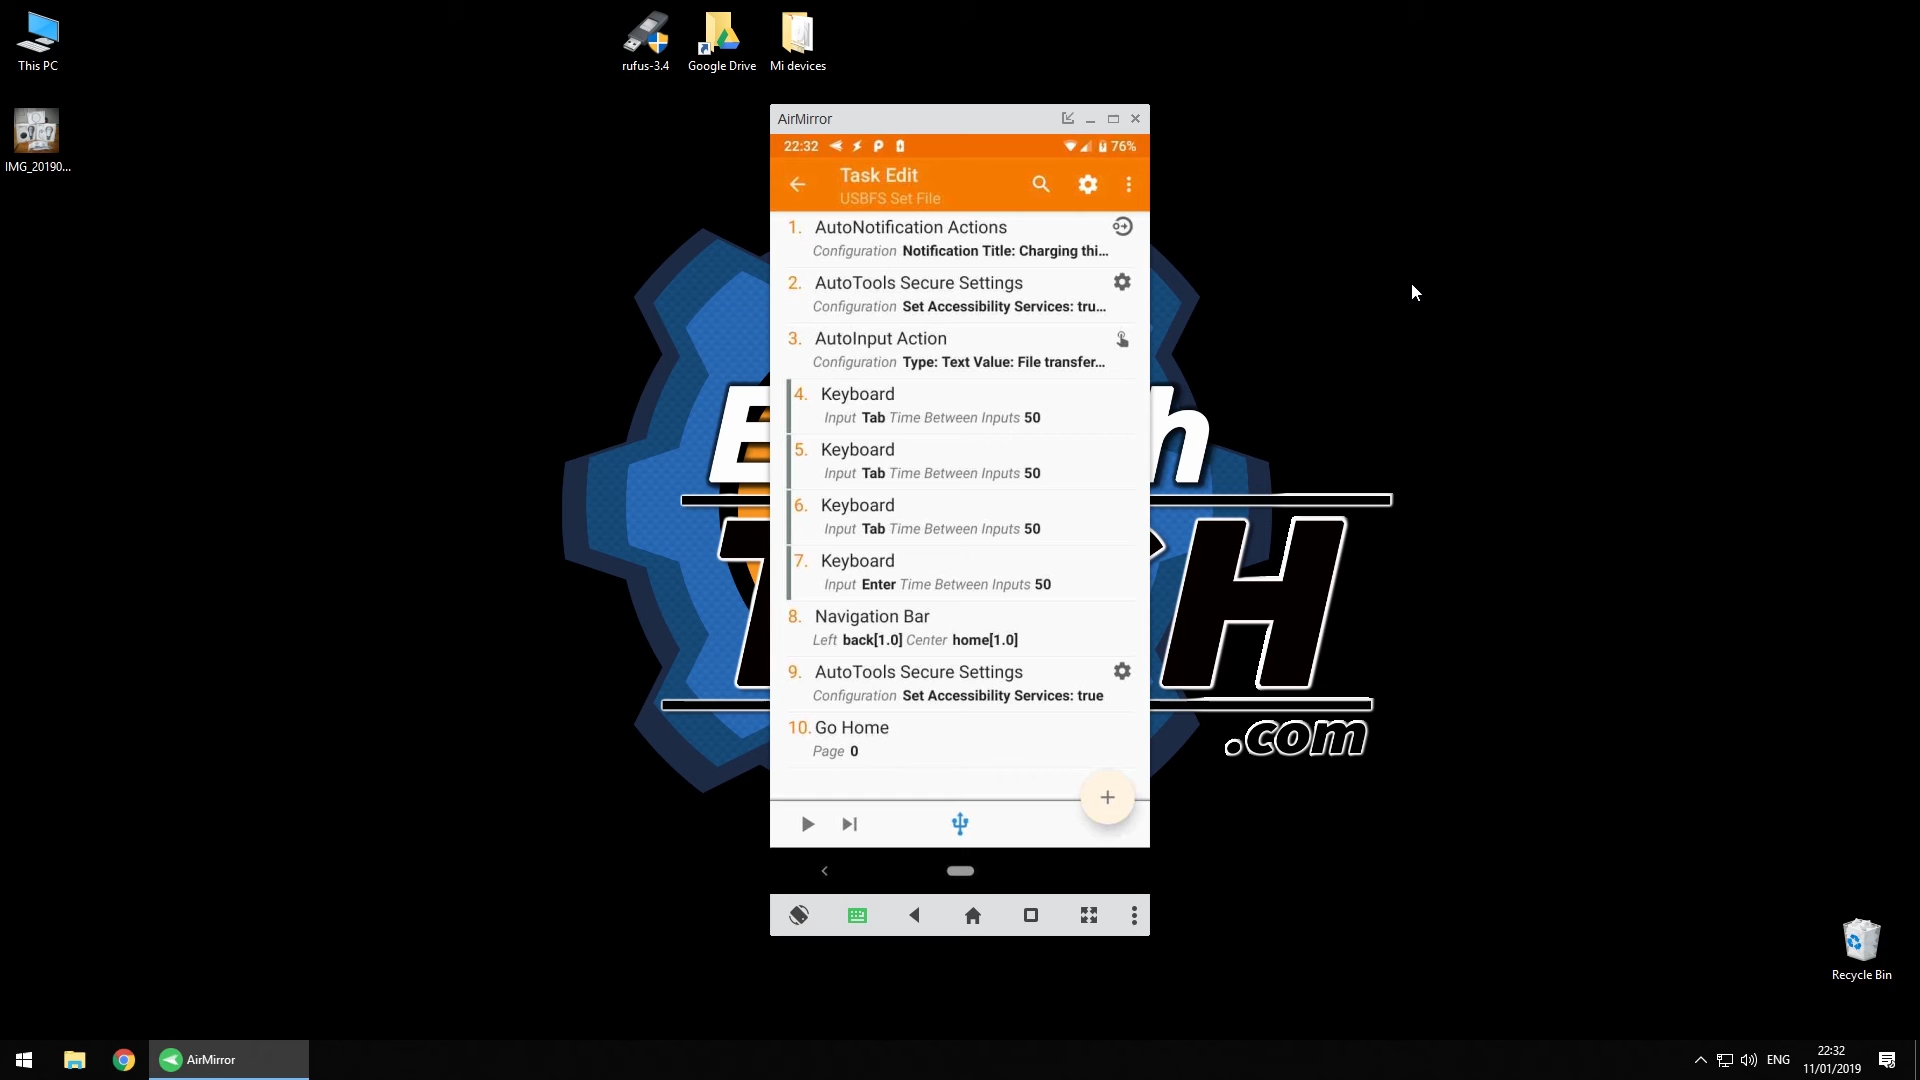 This PC
rufus-3.4
Google Drive
Mi devices
IMG_20190...
AirMirror
22:32
76%
Task Edit
USBFS Set File
1. AutoNotification Actions
Configuration Notification Title: Charging thi...
2. AutoTools Secure Settings
Configuration Set Accessibility Services: tru...
3. AutoInput Action
Configuration Type: Text Value: File transfer...
4. Keyboard
Input Tab Time Between Inputs 50
5. Keyboard
Input Tab Time Between Inputs 50
6. Keyboard
Input Tab Time Between Inputs 50
7. Keyboard
Input Enter Time Between Inputs 50
8. Navigation Bar
Left back[1.0] Center home[1.0]
9. AutoTools Secure Settings
Configuration Set Accessibility Services: true
10. Go Home
Page 0
.com
Recycle Bin
AirMirror
ENG
22:32
11/01/2019